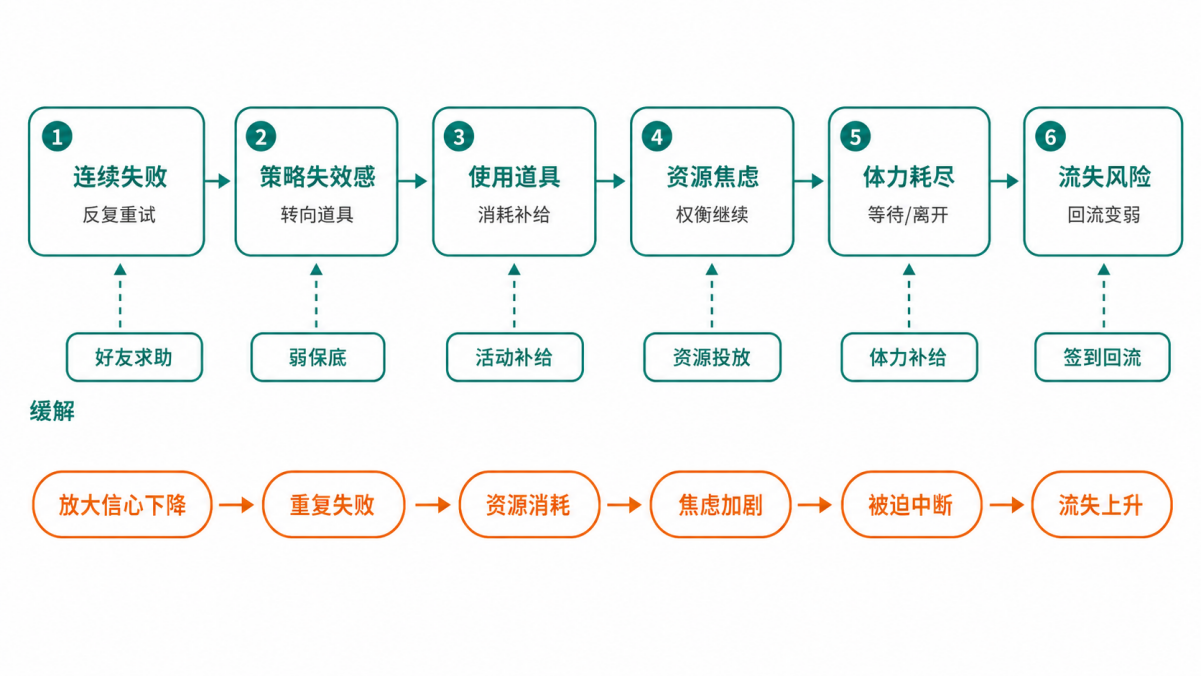 1
连续失败
反复重试
2
策略失效感
转向道具
3
使用道具
消耗补给
4
资源焦虑
权衡继续
5
体力耗尽
等待/离开
6
流失风险
回流变弱
好友求助
弱保底
活动补给
资源投放
体力补给
签到回流
缓解
放大信心下降
重复失败
资源消耗
焦虑加剧
被迫中断
流失上升